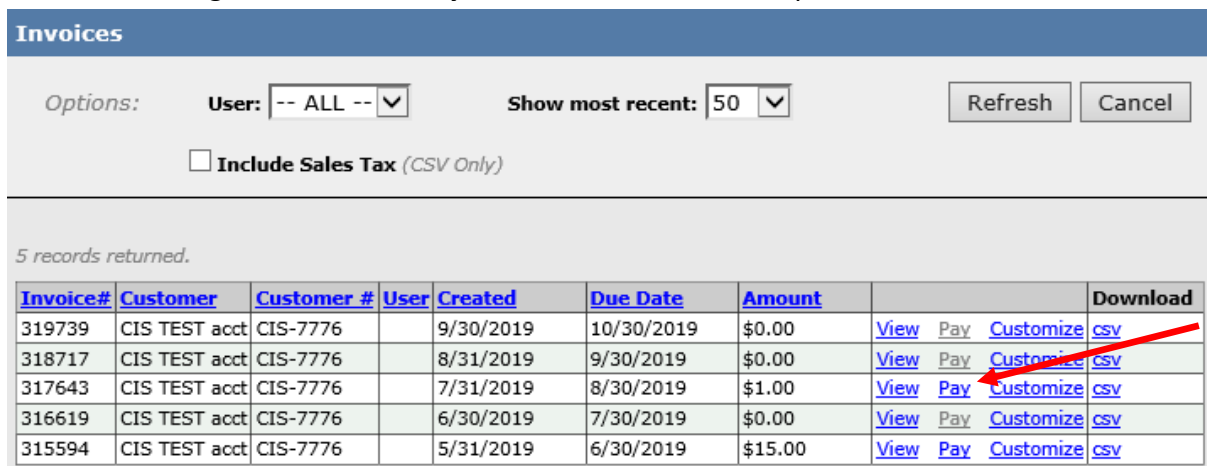 Invoices
Options: User: -- ALL -- Show most recent: 50 Refresh Cancel
Include Sales Tax (CSV Only)
5 records returned.
Invoice# Customer Customer # User Created Due Date Amount Download
319739 CIS TEST acct CIS-7776 9/30/2019 10/30/2019 $0.00 View Pay Customize csv
318717 CIS TEST acct CIS-7776 8/31/2019 9/30/2019 $0.00 View Pay Customize csv
317643 CIS TEST acct CIS-7776 7/31/2019 8/30/2019 $1.00 View Pay Customize csv
316619 CIS TEST acct CIS-7776 6/30/2019 7/30/2019 $0.00 View Pay Customize csv
315594 CIS TEST acct CIS-7776 5/31/2019 6/30/2019 $15.00 View Pay Customize csv